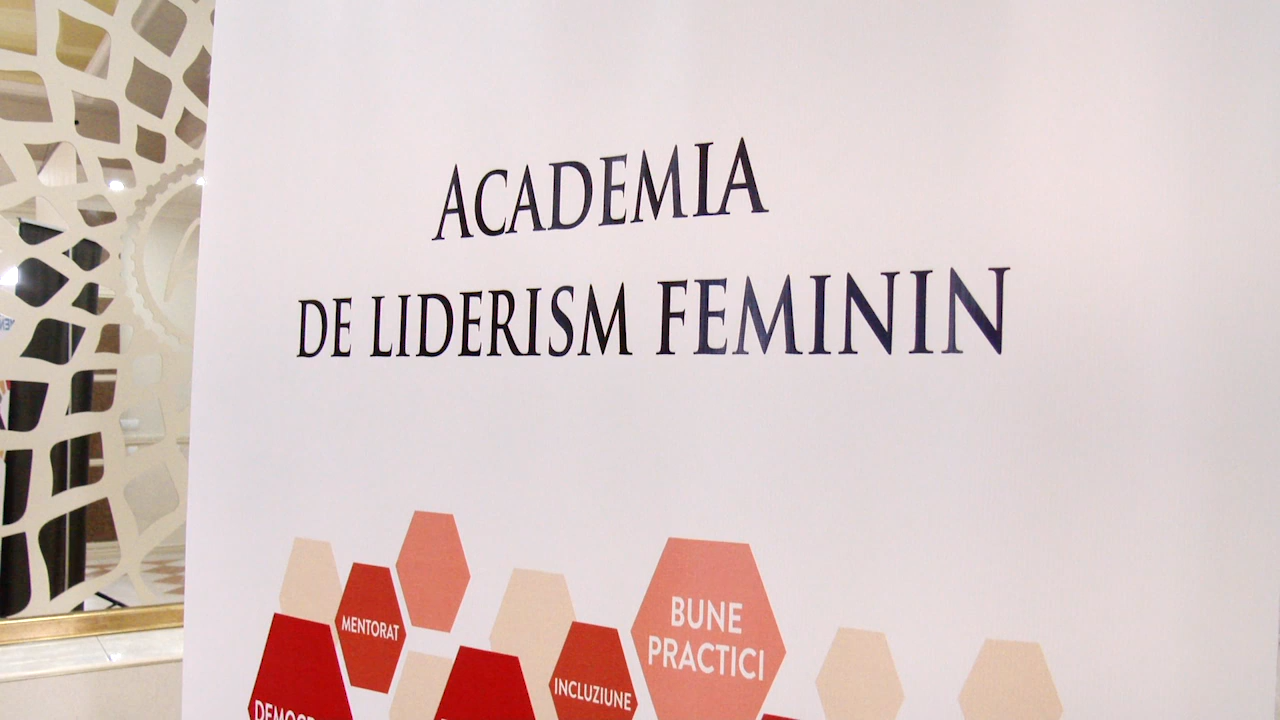 ACADEMIA
DE LIDERISM FEMININ
MENTORAT
BUNE
PRACTICI
INCLUZIUNE